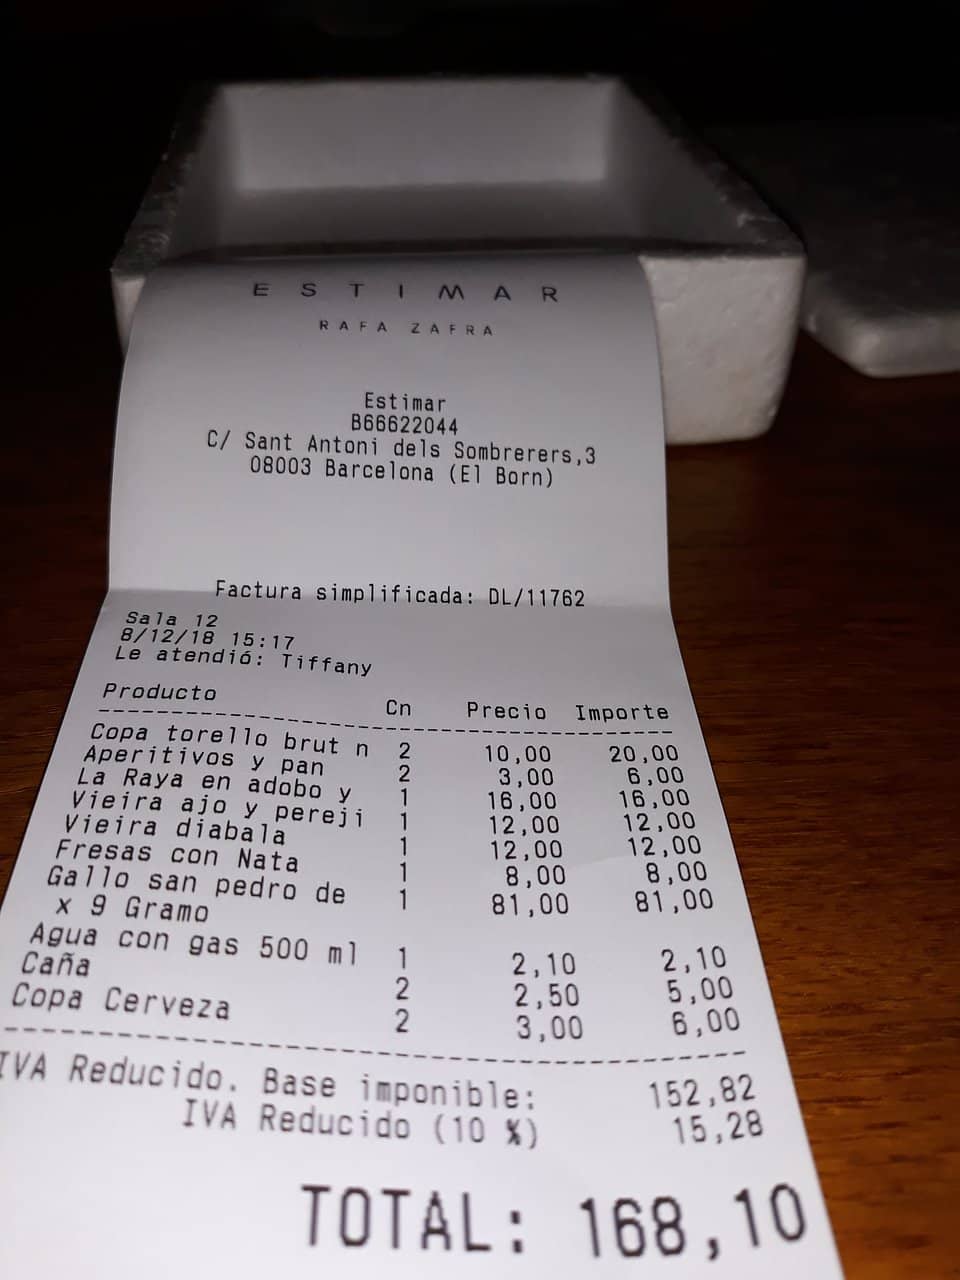 ESTIMAR
RAFA ZAFRA
Estimar
B66622044
C/ Sant Antoni dels Sombrerers,3
08003 Barcelona (El Born)
Factura simplificada: DL/11762
Sala 12
8/12/18 15:17
Le atendió: Tiffany
Producto Cn Precio Importe
Copa torello brut n 2 10,00 20,00
Aperitivos y pan 2 3,00 6,00
La Raya en adobo y 1 16,00 16,00
Vieira ajo y pereji 1 12,00 12,00
Vieira diabala 1 12,00 12,00
Fresas con Nata 1 8,00 8,00
Gallo san pedro de 1 81,00 81,00
x 9 Gramo
Agua con gas 500 ml 1 2,10 2,10
Caña 2 2,50 5,00
Copa Cerveza 2 3,00 6,00
IVA Reducido. Base imponible: 152,82
IVA Reducido (10 %) 15,28
TOTAL: 168,10